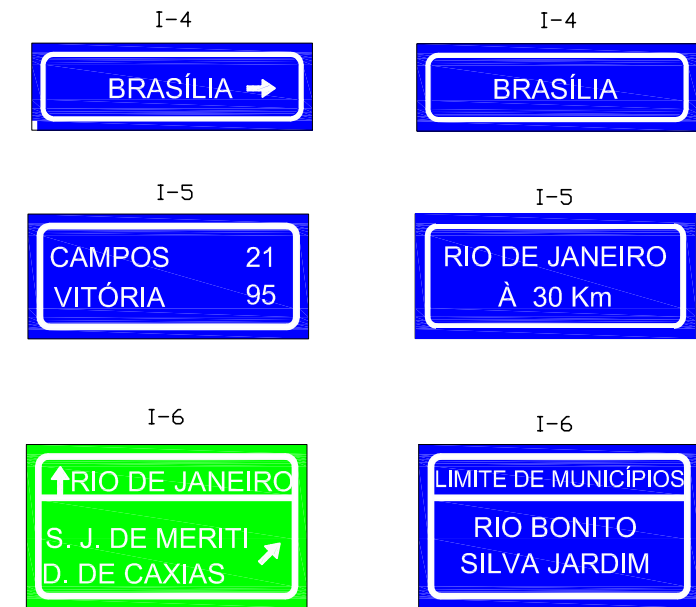 I-4
BRASÍLIA
I-4
BRASÍLIA
I-5
CAMPOS 21
VITÓRIA 95
I-5
RIO DE JANEIRO
À 30 Km
I-6
RIO DE JANEIRO
S. J. DE MERITI
D. DE CAXIAS
I-6
LIMITE DE MUNICÍPIOS
RIO BONITO
SILVA JARDIM